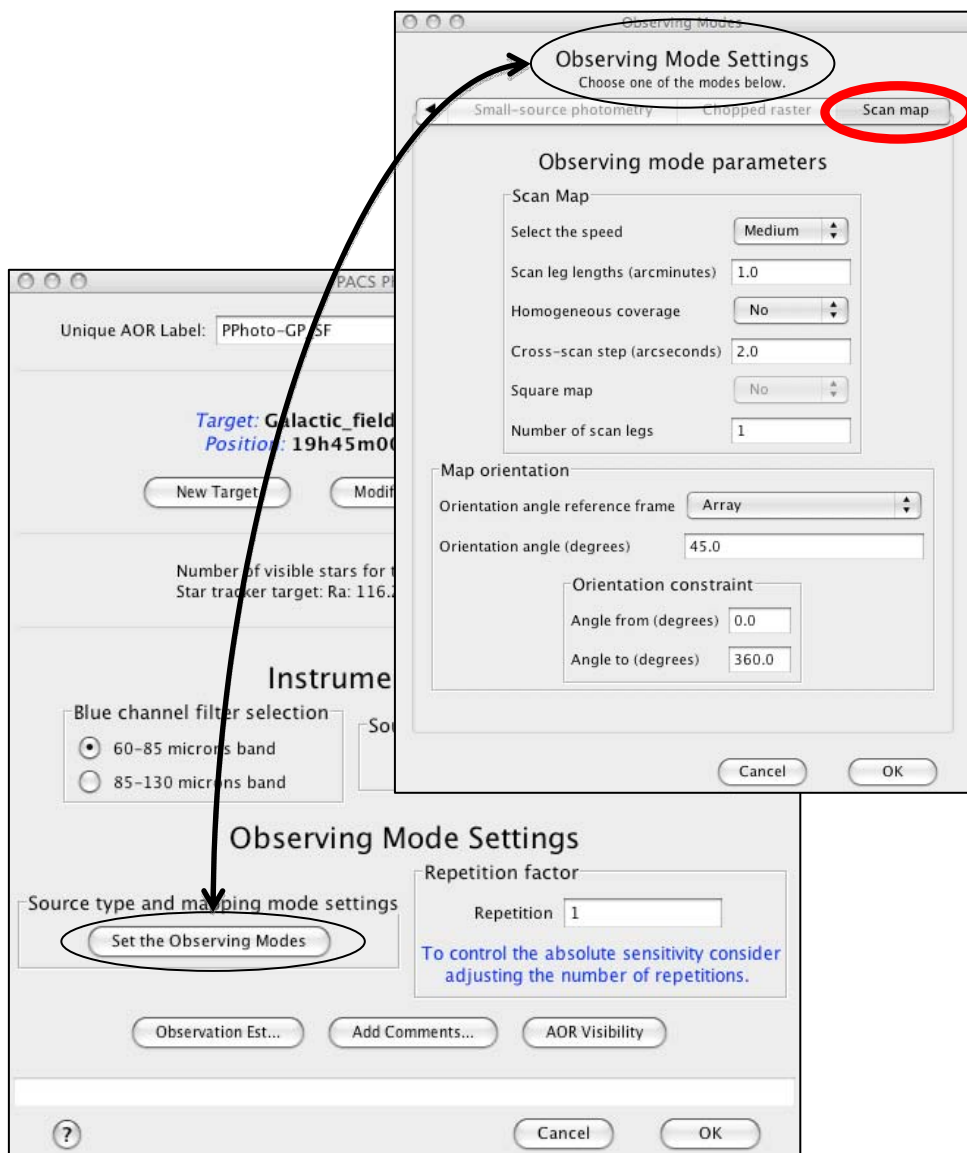 Observing Modes
Observing Mode Settings
Choose one of the modes below.
Small-source photometry
Chopped raster
Scan map
Observing mode parameters
Scan Map
Select the speed
Medium
Scan leg lengths (arcminutes)
1.0
Homogeneous coverage
No
Cross-scan step (arcseconds)
2.0
Square map
No
Number of scan legs
1
Map orientation
Orientation angle reference frame
Array
Orientation angle (degrees)
45.0
Orientation constraint
Angle from (degrees)
0.0
Angle to (degrees)
360.0
Cancel
OK
PACS
Unique AOR Label:
Target: Galactic_field
Position: 19h45m00
New Target
Number of visible stars for
Star tracker target: Ra: 116.
Blue channel filter selection
60-85 microns band
85-130 microns band
Observing Mode Settings
Source type and mapping mode settings
Set the Observing Modes
Repetition factor
Repetition
1
To control the absolute sensitivity consider
adjusting the number of repetitions.
Observation Est...
Add Comments...
AOR Visibility
?
Cancel
OK